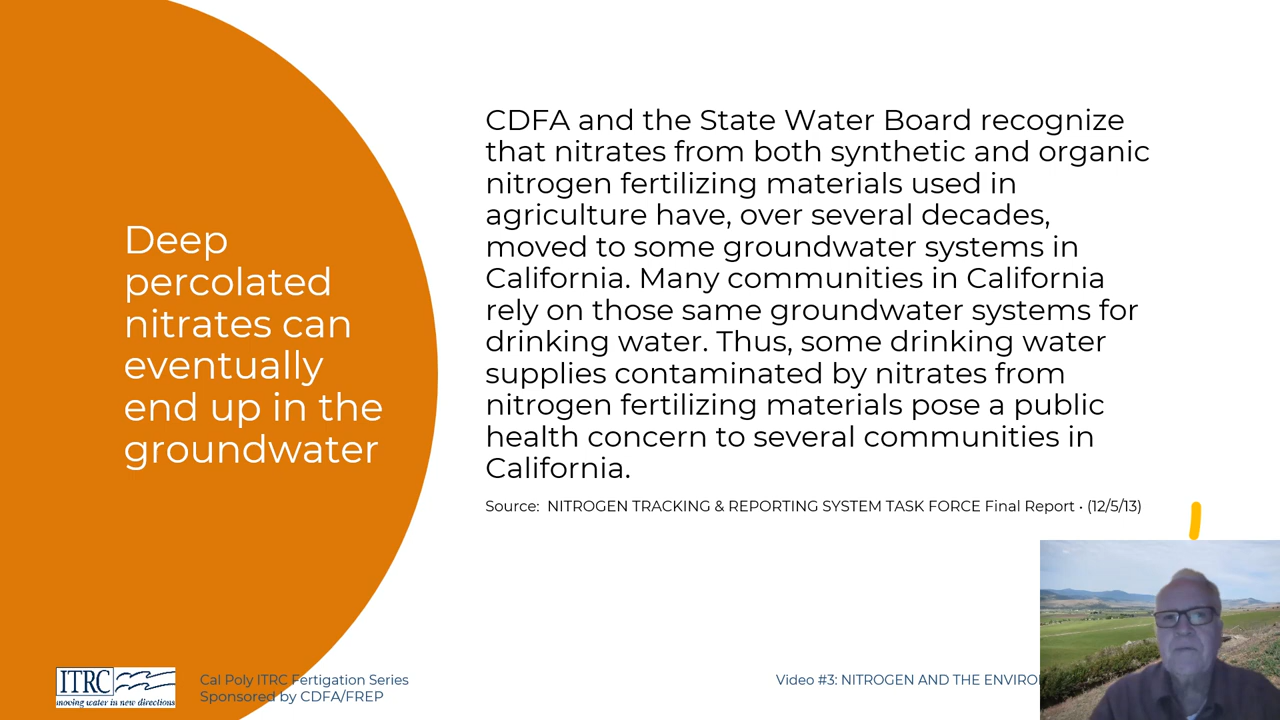 Deep
percolated
nitrates can
eventually
end up in the
groundwater
CDFA and the State Water Board recognize
that nitrates from both synthetic and organic
nitrogen fertilizing materials used in
agriculture have, over several decades,
moved to some groundwater systems in
California. Many communities in California
rely on those same groundwater systems for
drinking water. Thus, some drinking water
supplies contaminated by nitrates from
nitrogen fertilizing materials pose a public
health concern to several communities in
California.
Source: NITROGEN TRACKING & REPORTING SYSTEM TASK FORCE Final Report • (12/5/13)
ITRC
moving water in new directions
Cal Poly ITRC Fertigation Series
Sponsored by CDFA/FREP
Video #3: NITROGEN AND THE